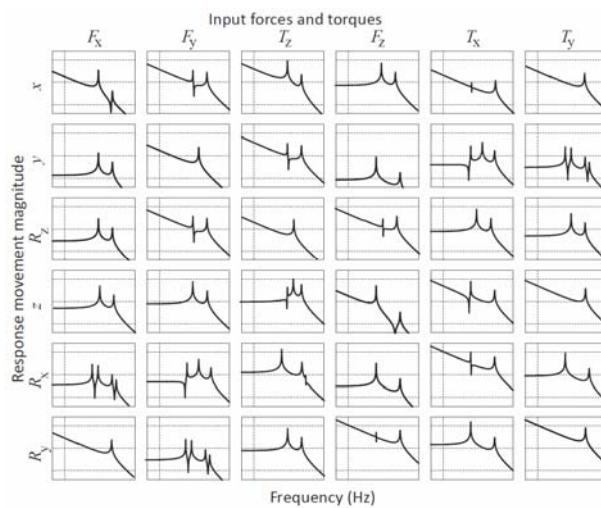 Input forces and torques
Fx Fy Tz Fz Tx Ty
Response movement magnitude
x
y
Rz
z
Rx
Ry
Frequency (Hz)